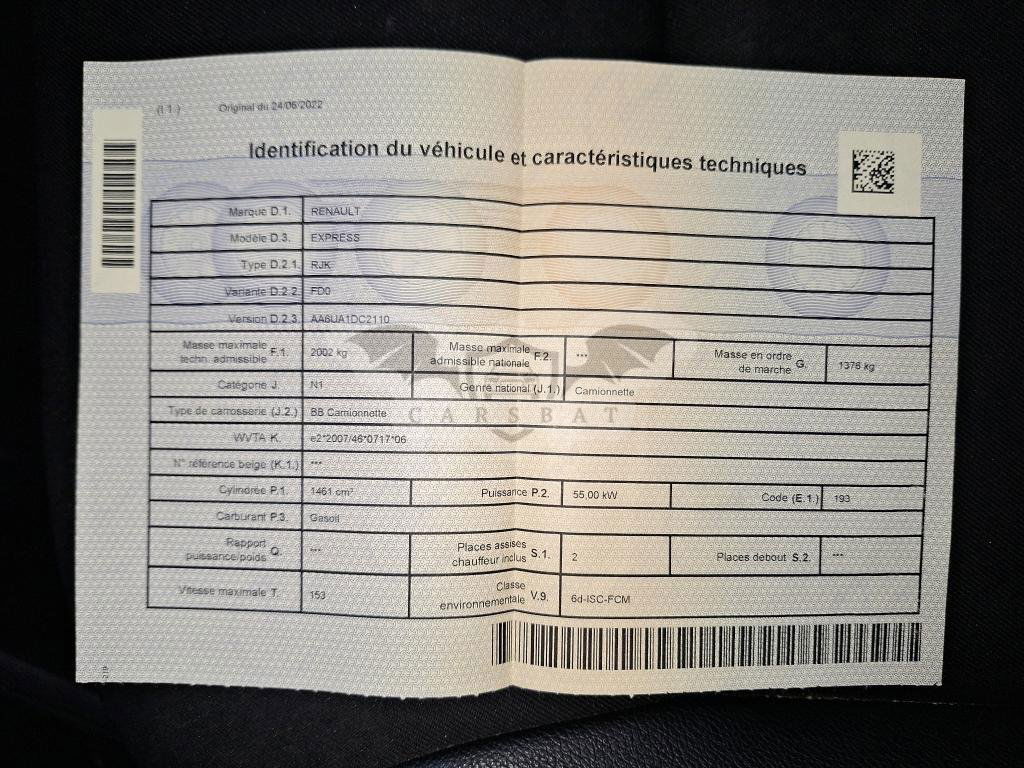 (I.1.) Original du 24/06/2022
Identification du véhicule et caractéristiques techniques
Marque D.1. RENAULT
Modèle D.3. EXPRESS
Type D.2.1. RJK
Variante D.2.2. FD0
Version D.2.3. AA6UA1DC2110
Masse maximale techn. admissible F.1. 2002 kg Masse maximale admissible nationale F.2. --- Masse en ordre de marche G. 1376 kg
Catégorie J. N1 Genre national (J.1.) Camionnette
Type de carrosserie (J.2.) BB Camionnette
CARSBAT
WVTA K. e2*2007/46*0717*06
N° référence belge (K.1.) ---
Cylindrée P.1. 1461 cm³ Puissance P.2. 55,00 kW Code (E.1.) 193
Carburant P.3. Gasoil
Rapport puissance/poids Q. --- Places assises chauffeur inclus S.1. 2 Places debout S.2. ---
Vitesse maximale T. 153 Classe environnementale V.9. 6d-ISC-FCM